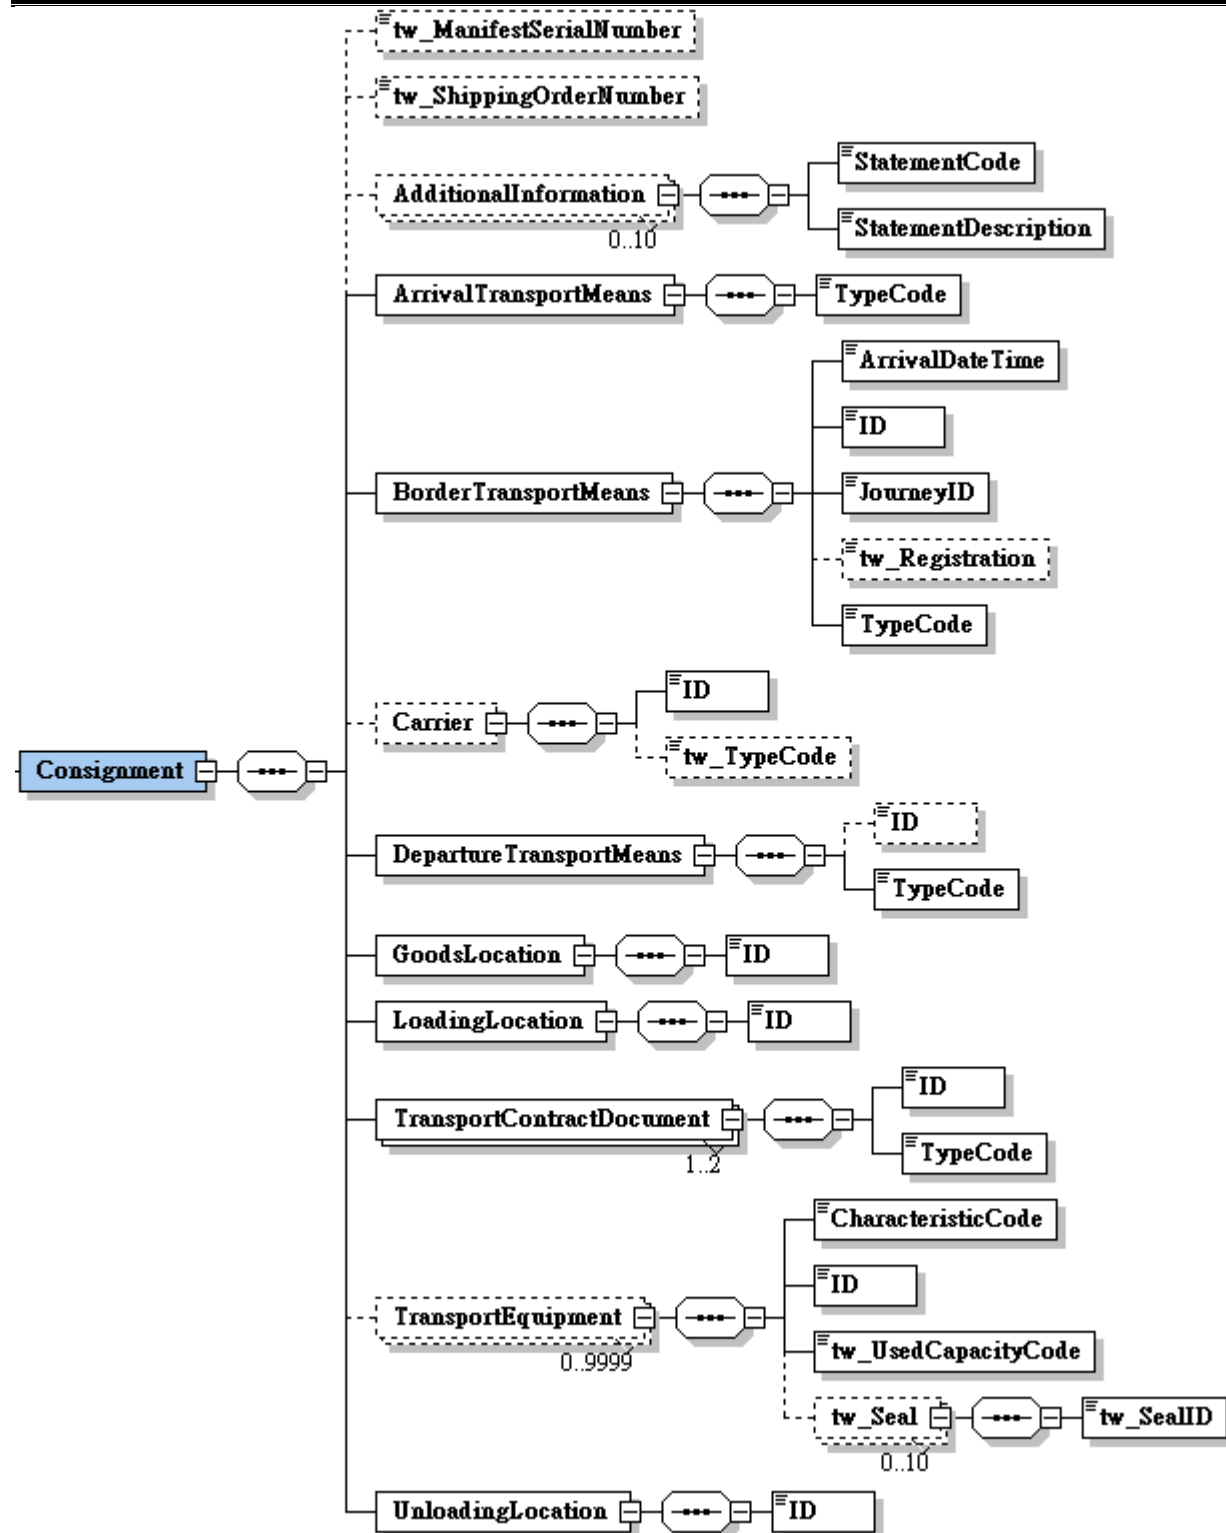 tw_ManifestSerialNumber
tw_ShippingOrderNumber
AdditionalInformation
0..10
StatementCode
StatementDescription
ArrivalTransportMeans
TypeCode
BorderTransportMeans
ArrivalDateTime
ID
JourneyID
tw_Registration
TypeCode
Consignment
Carrier
ID
tw_TypeCode
DepartureTransportMeans
ID
TypeCode
GoodsLocation
ID
LoadingLocation
ID
TransportContractDocument
1..2
ID
TypeCode
TransportEquipment
0..9999
CharacteristicCode
ID
tw_UsedCapacityCode
tw_Seal
0..10
tw_SealID
UnloadingLocation
ID